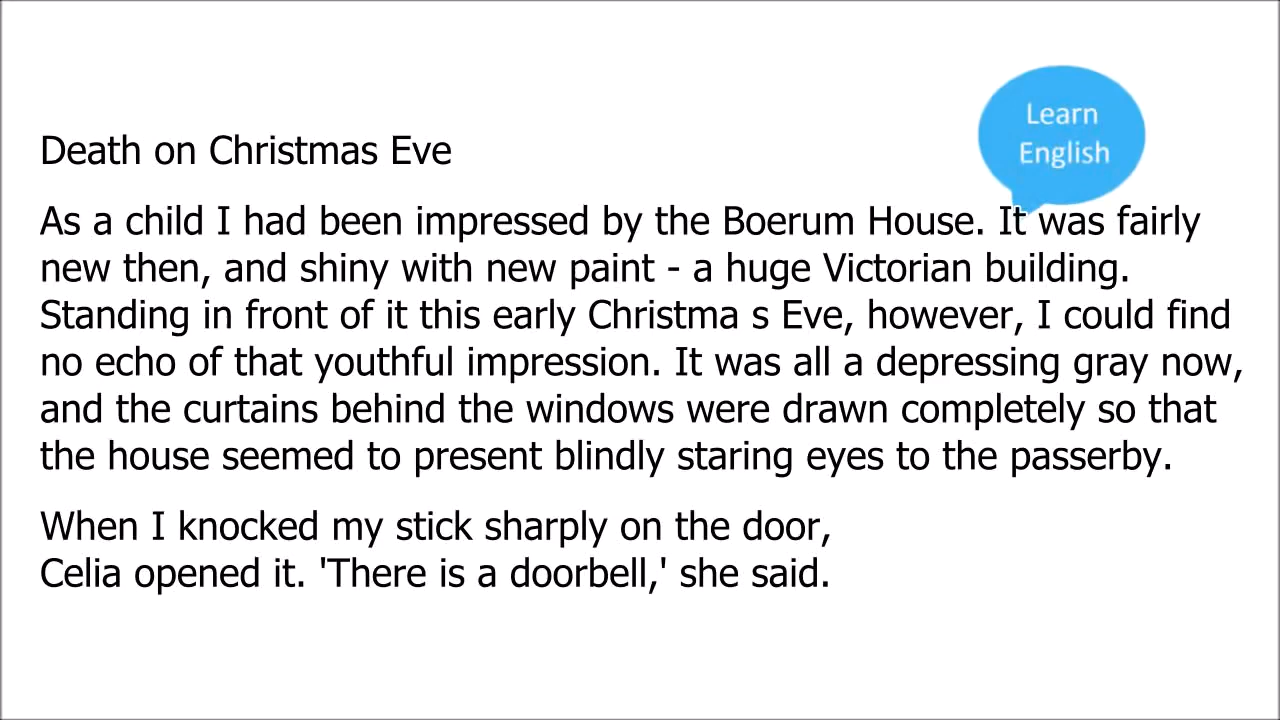 Learn
English
Death on Christmas Eve
As a child I had been impressed by the Boerum House. It was fairly
new then, and shiny with new paint - a huge Victorian building.
Standing in front of it this early Christma s Eve, however, I could find
no echo of that youthful impression. It was all a depressing gray now,
and the curtains behind the windows were drawn completely so that
the house seemed to present blindly staring eyes to the passerby.
When I knocked my stick sharply on the door,
Celia opened it. 'There is a doorbell,' she said.